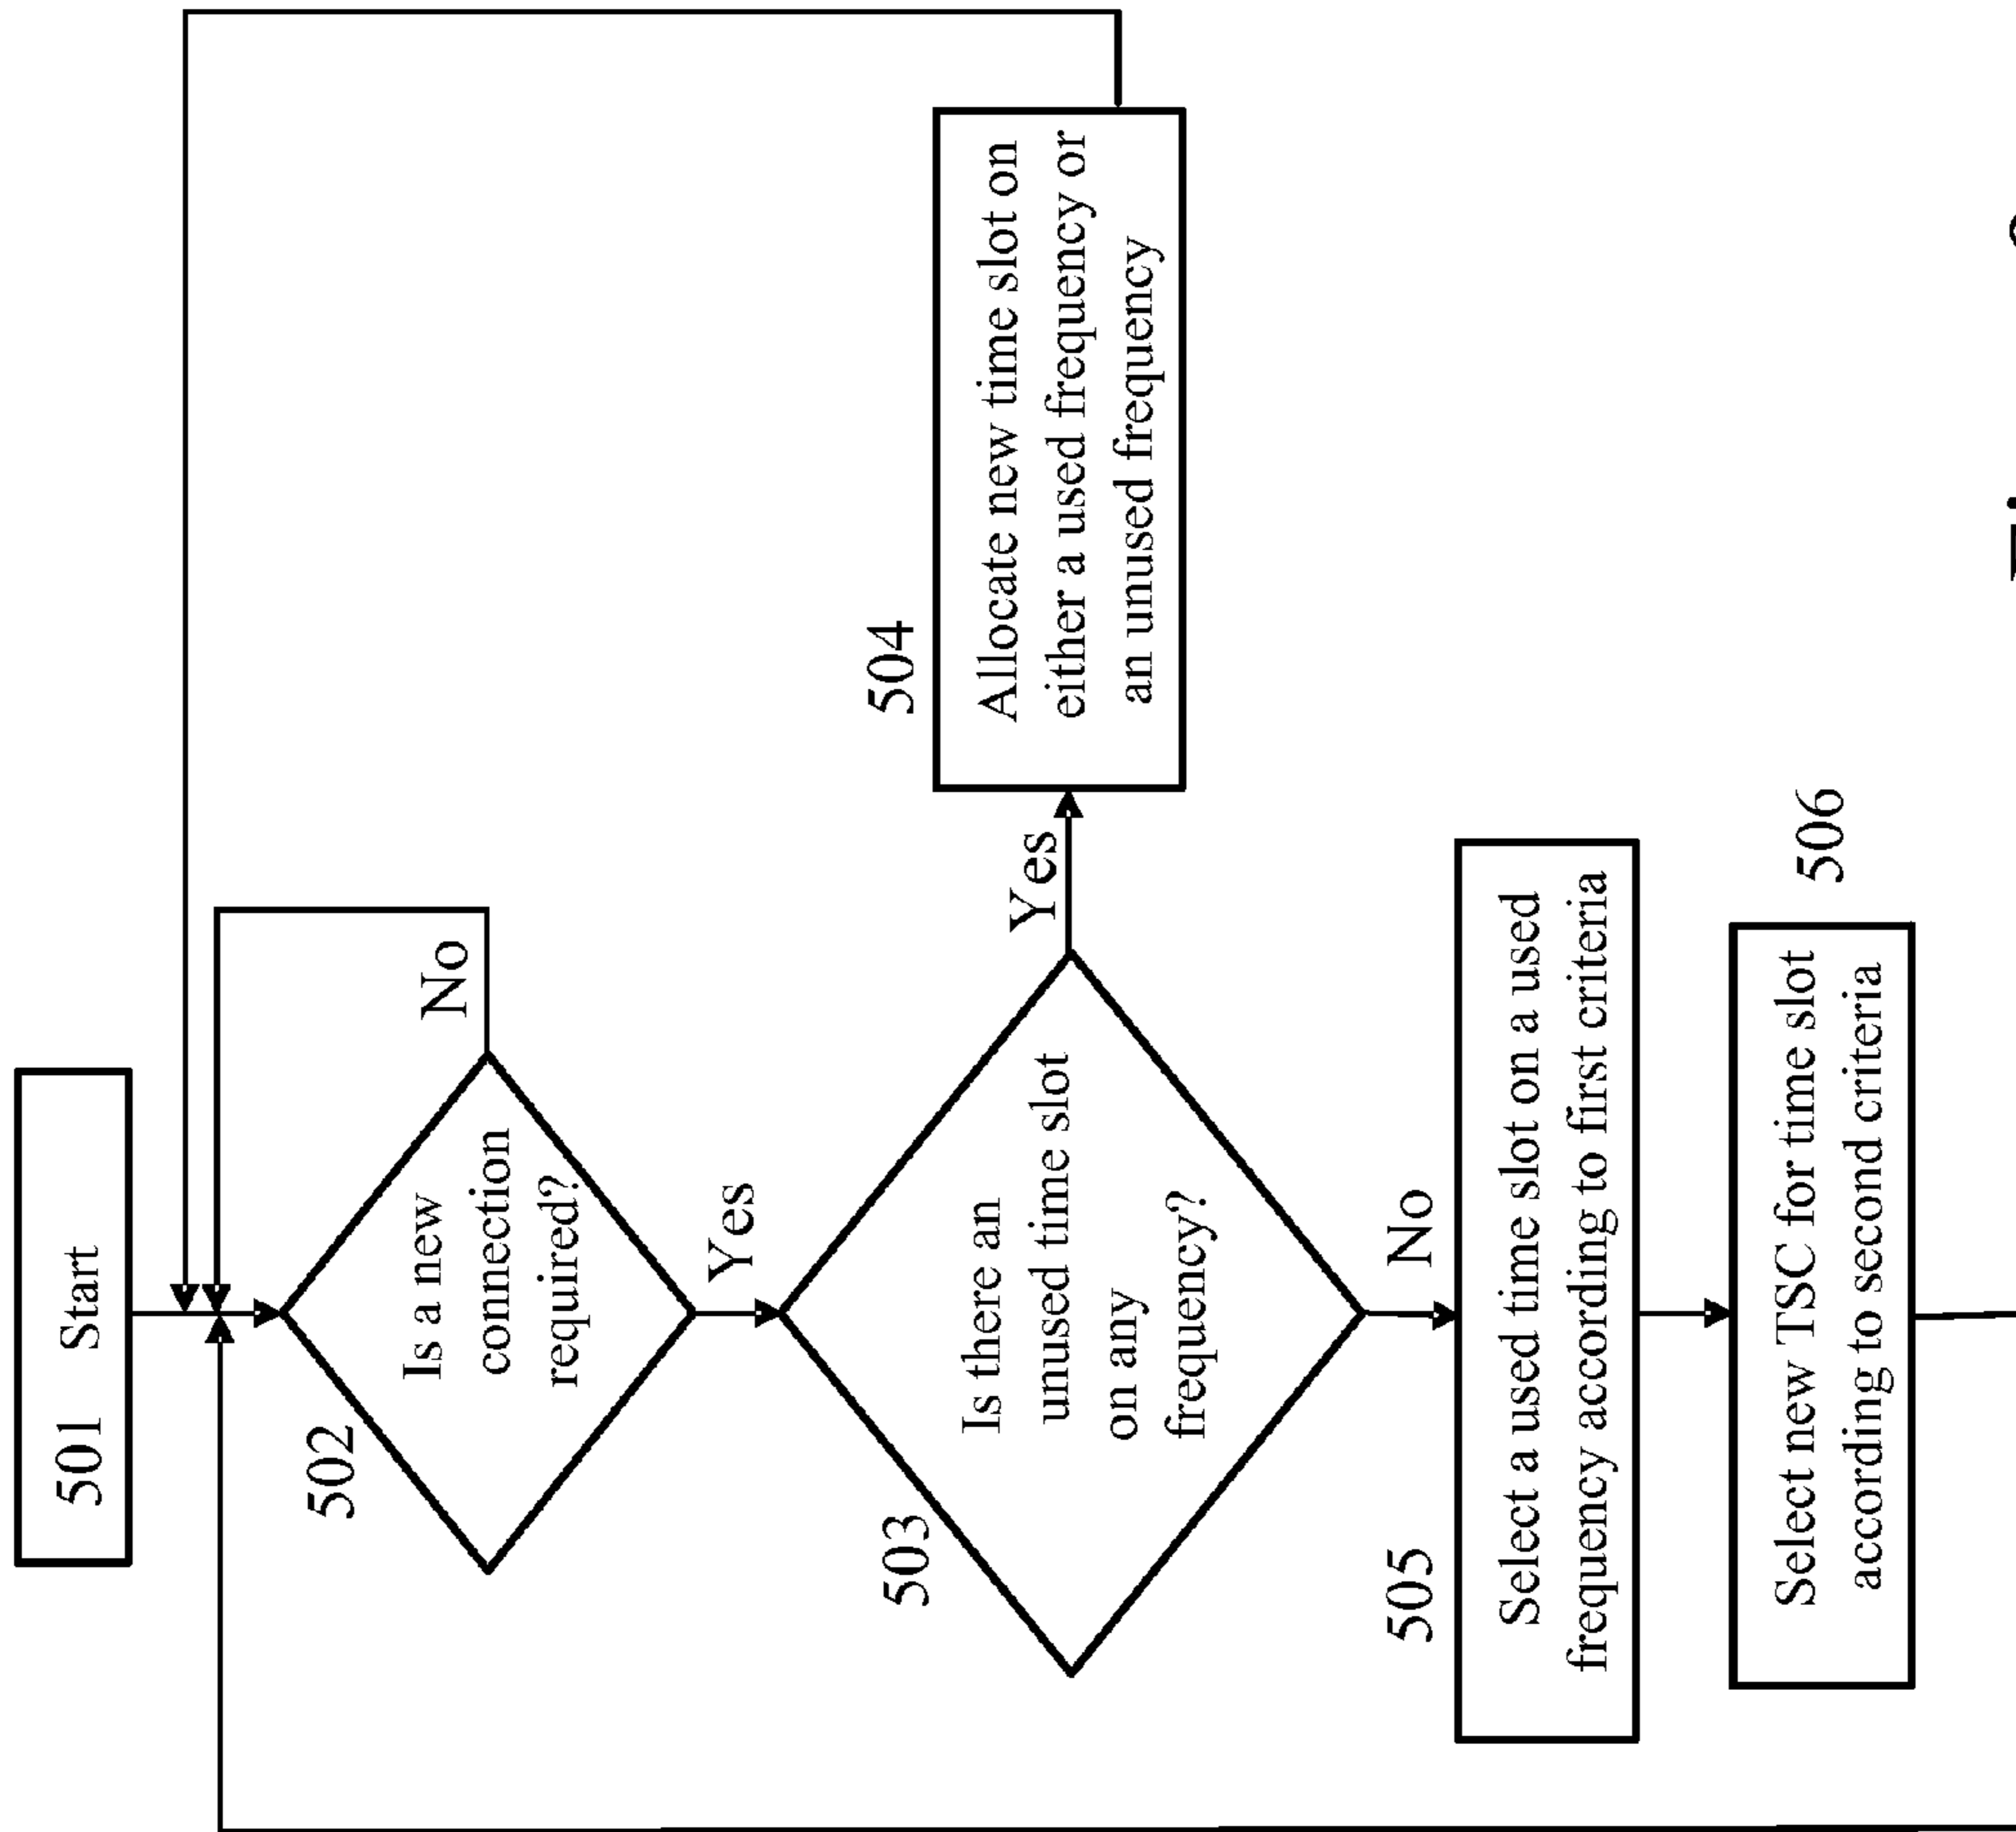 501 Start
502
Is a new
connection
required?
No
Yes
503
Is there an
unused time slot
on any
frequency?
Yes
504
Allocate new time slot on
either a used frequency or
an unused frequency
No
505
Select a used time slot on a used
frequency according to first criteria
506
Select new TSC for time slot
according to second criteria